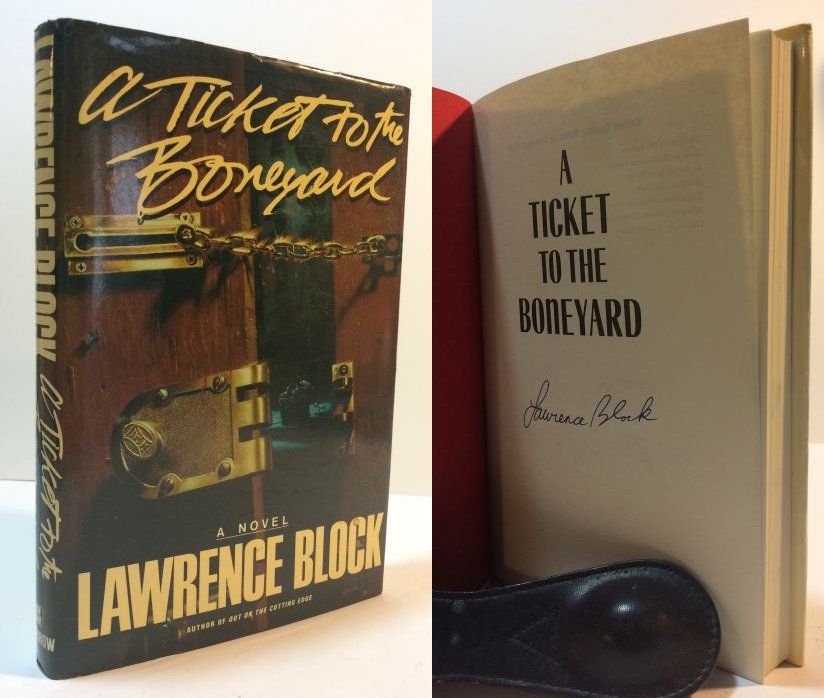 LAWRENCE BLOCK A Ticket to the
A Ticket to the
Boneyard
A NOVEL
LAWRENCE BLOCK
AUTHOR OF OUT ON THE CUTTING EDGE
A
TICKET
TO THE
BONEYARD
Lawrence Block